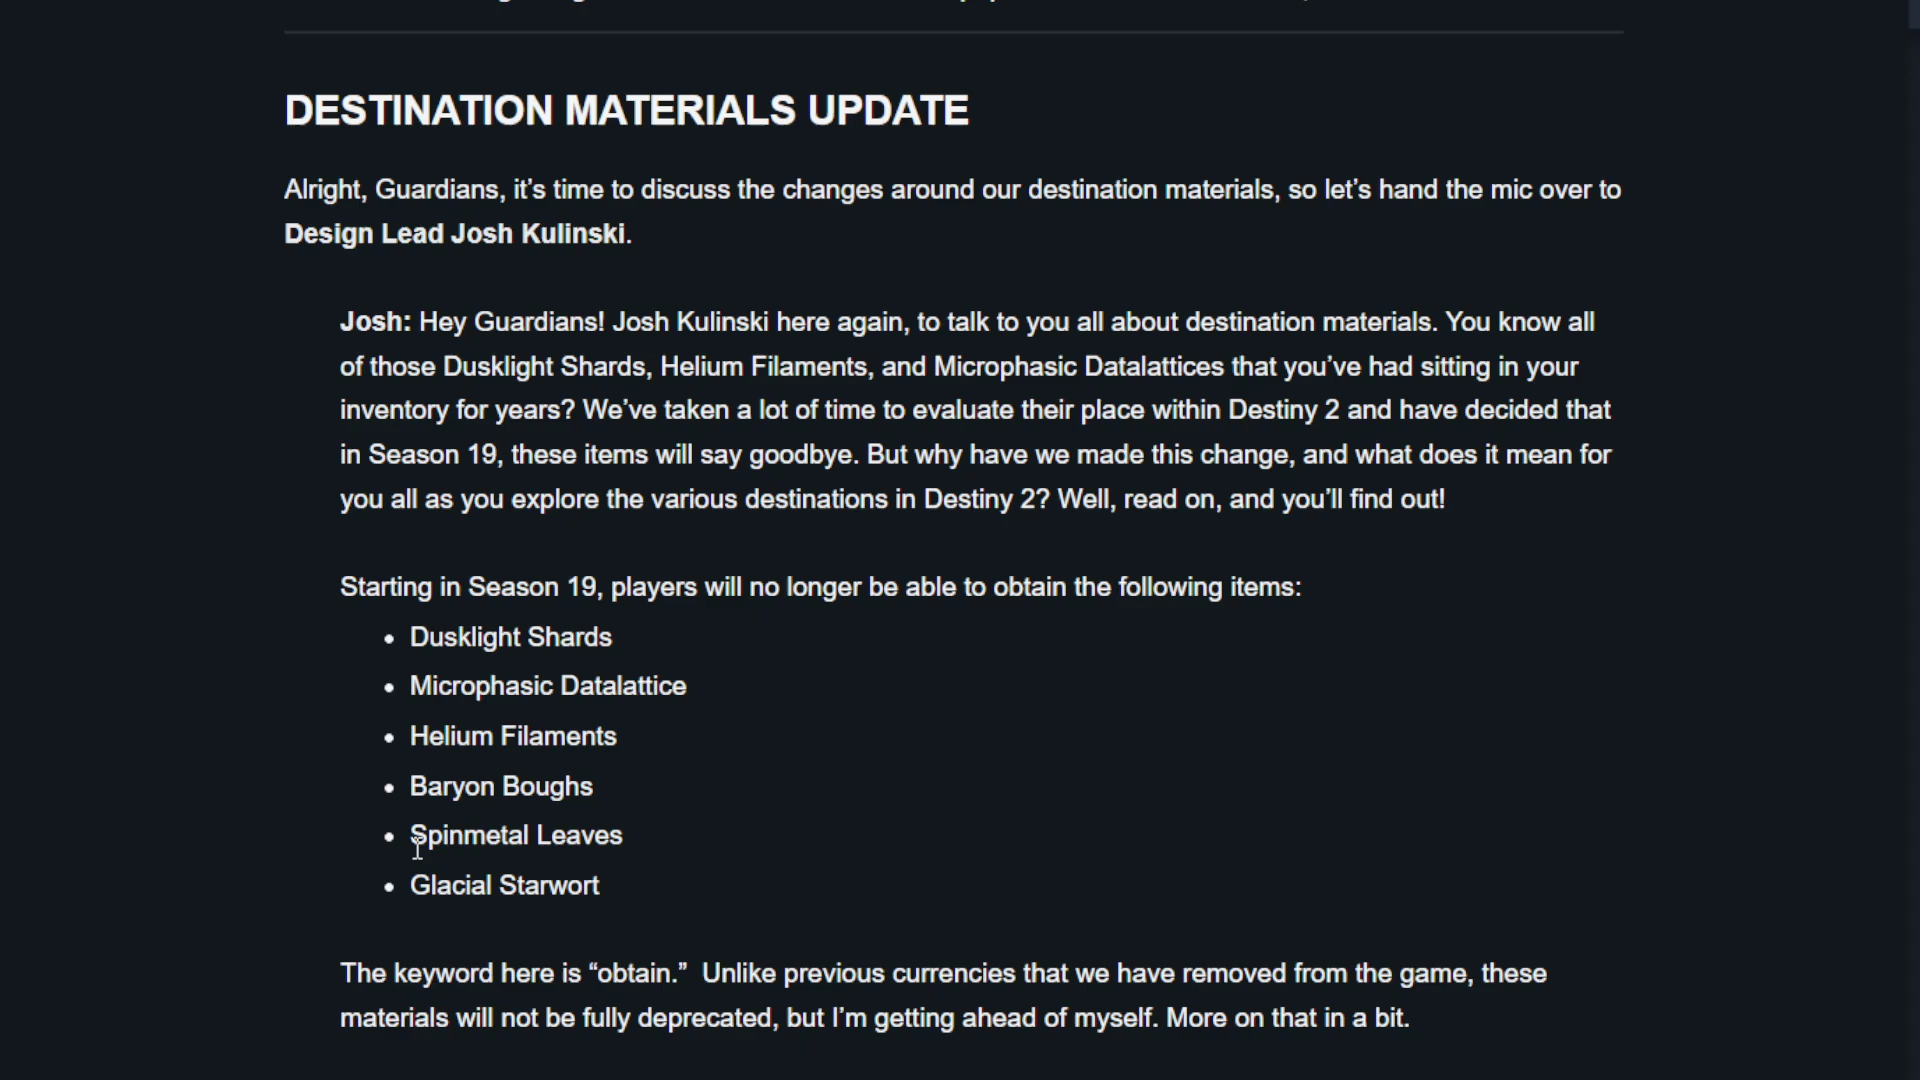 DESTINATION MATERIALS UPDATE
Alright, Guardians, it’s time to discuss the changes around our destination materials, so let’s hand the mic over to
Design Lead Josh Kulinski.
Josh: Hey Guardians! Josh Kulinski here again, to talk to you all about destination materials. You know all
of those Dusklight Shards, Helium Filaments, and Microphasic Datalattices that you’ve had sitting in your
inventory for years? We’ve taken a lot of time to evaluate their place within Destiny 2 and have decided that
in Season 19, these items will say goodbye. But why have we made this change, and what does it mean for
you all as you explore the various destinations in Destiny 2? Well, read on, and you’ll find out!
Starting in Season 19, players will no longer be able to obtain the following items:
• Dusklight Shards
• Microphasic Datalattice
• Helium Filaments
• Baryon Boughs
• Spinmetal Leaves
• Glacial Starwort
The keyword here is “obtain.”  Unlike previous currencies that we have removed from the game, these
materials will not be fully deprecated, but I’m getting ahead of myself. More on that in a bit.